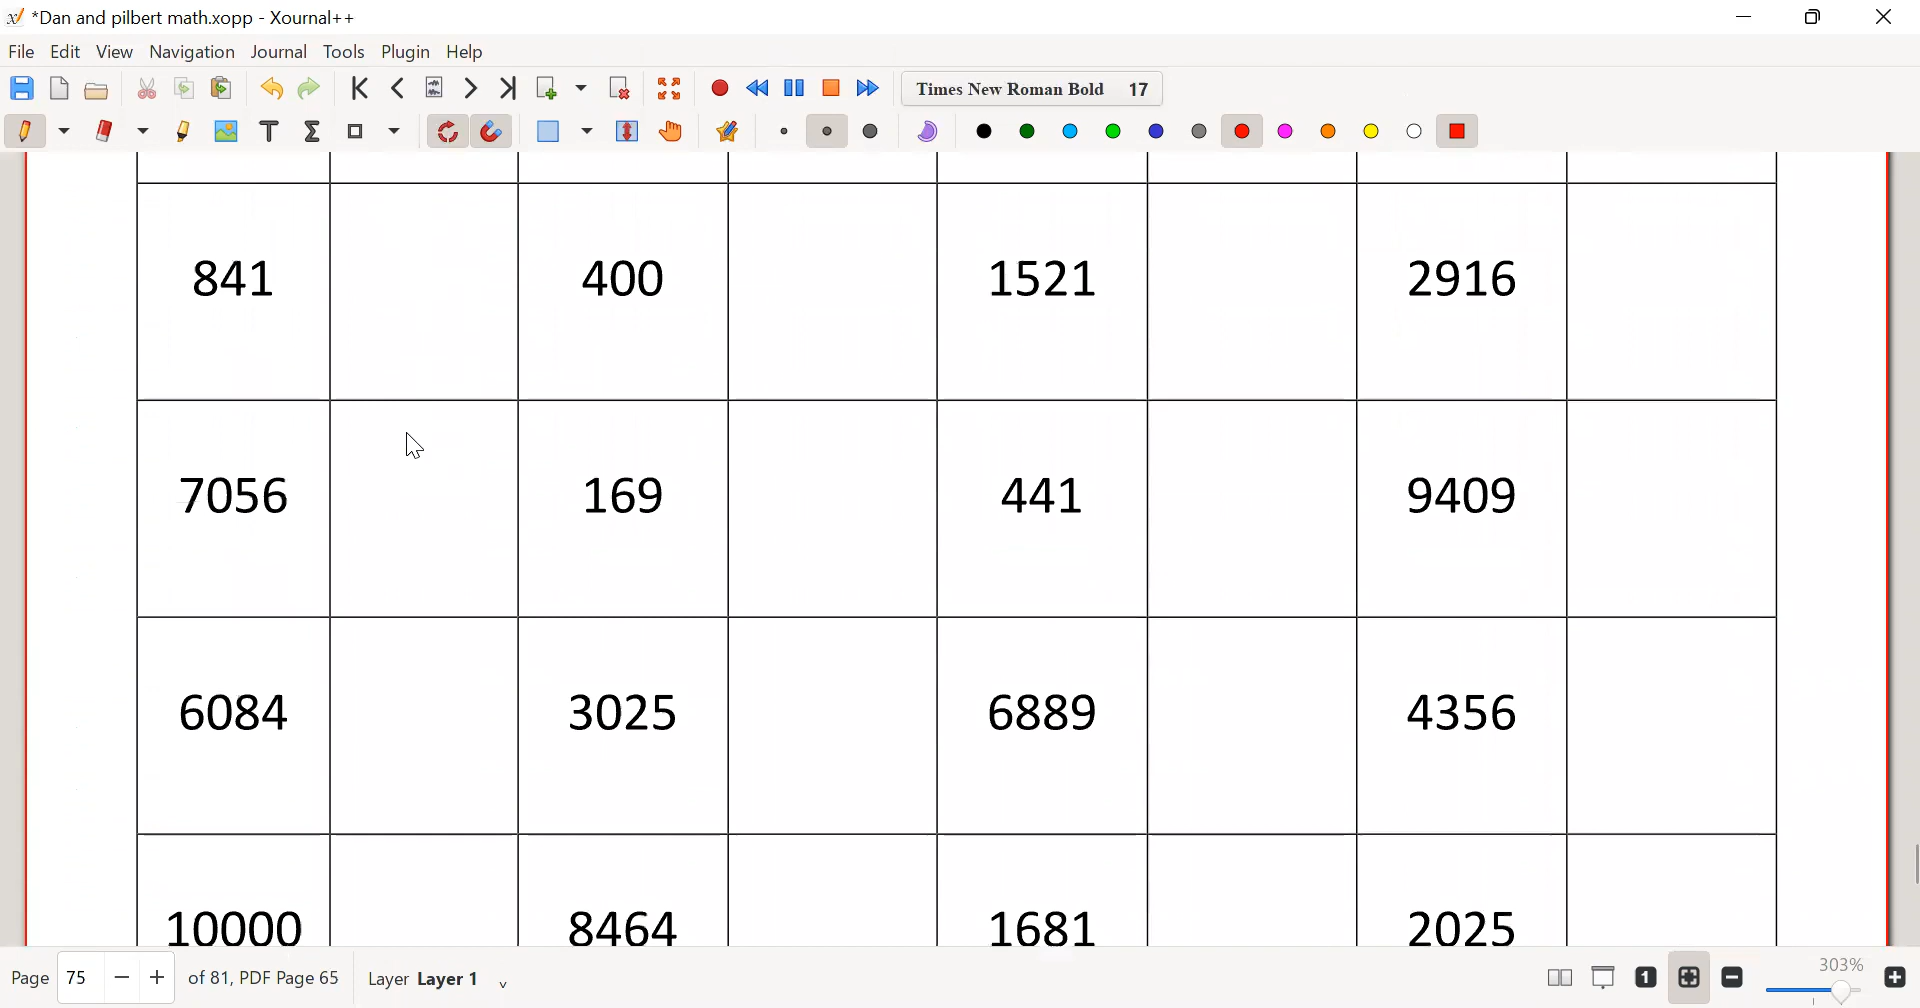 *Dan and pilbert math.xopp - Xournal++
File Edit View Navigation Journal Tools Plugin Help
Times New Roman Bold 17
841 400 1521 2916
7056 169 441 9409
6084 3025 6889 4356
10000 8464 1681 2025
Page 75 of 81, PDF Page 65 Layer Layer 1 1 303%